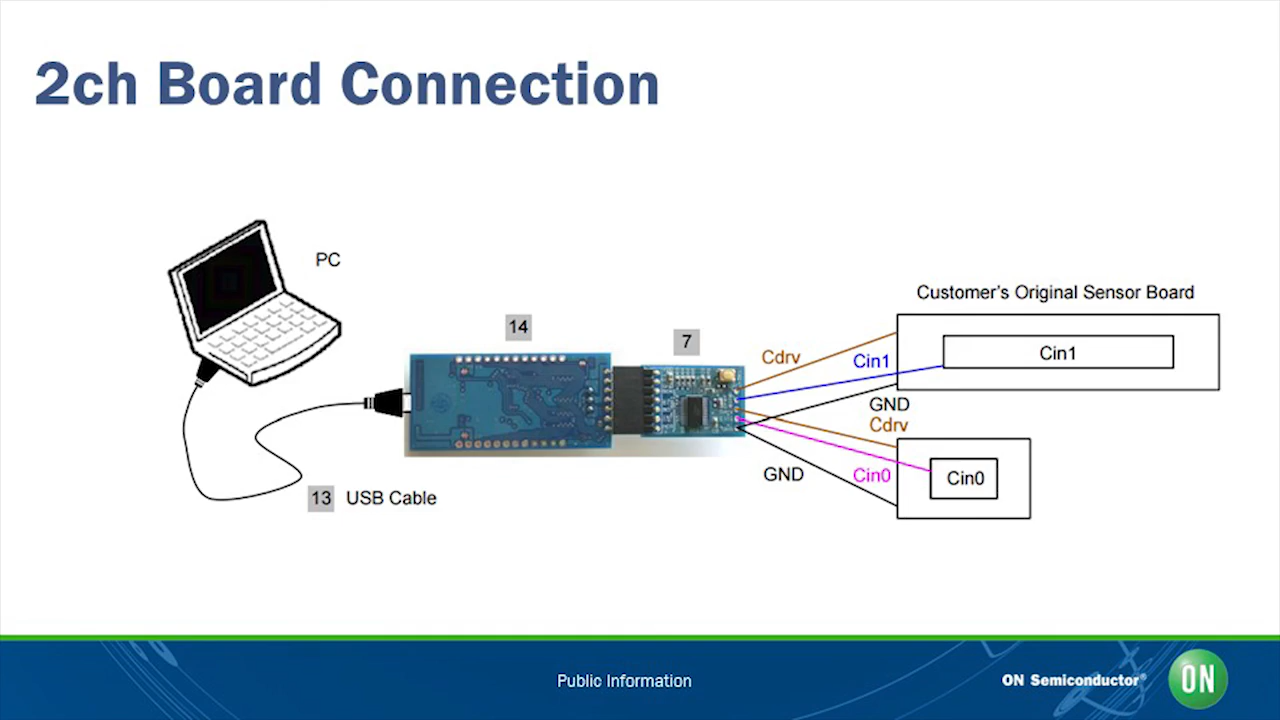 2ch Board Connection
PC
14
7
13 USB Cable
Customer's Original Sensor Board
Cdrv
Cin1
Cin1
GND
Cdrv
GND
Cin0
Cin0
Public Information
ON Semiconductor®
ON